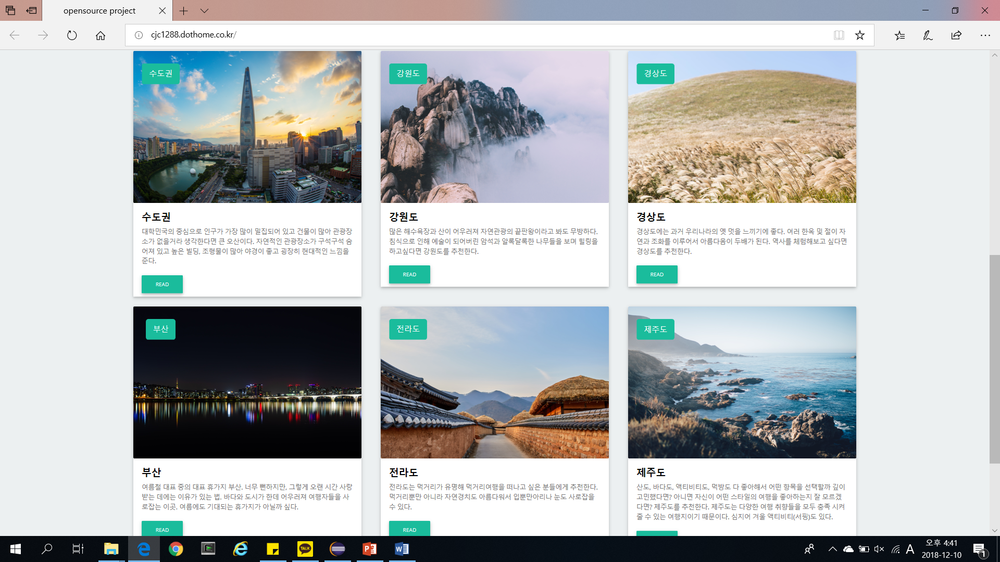 opensource project
cjc1288.dothome.co.kr/
수도권
강원도
경상도
수도권
대학민국의 중심으로 인구가 가장 많이 밀집되어 있고 건물이 많아 관광장
소가 없을거라 생각한다면 큰 오산이다. 자연적인 관광장소가 구석구석 숨
어져 있고 높은 빌딩, 조형물이 많아 야경이 좋고 굉장히 현대적인 느낌을
준다.
READ
강원도
많은 해수욕장과 산이 어우러져 자연관광의 끝판왕이라고 봐도 무방하다.
침식으로 인해 예술이 되어버린 암석과 알록달록한 나무들을 보며 힐링을
하고싶다면 강원도를 추천한다.
READ
경상도
경상도에는 과거 우리나라의 옛 멋을 느끼기에 좋다. 여러 한옥 및 절이 자
연과 조화를 이루어서 아름다움이 두배가 된다. 역사를 체험해보고 싶다면
경상도를 추천한다.
READ
부산
전라도
제주도
부산
여름철 대표 중의 대표 휴가지 부산. 너무 뻔하지만, 그렇게 오랜 시간 사랑
받는 데에는 이유가 있는 법. 바다와 도시가 한데 어우러져 여행자들을 사
로잡는 이곳. 여름에도 기대되는 휴가지가 아닐까 싶다.
READ
전라도
전라도는 먹거리가 유명해 먹거리여행을 떠나고 싶은 분들에게 추천한다.
먹거리뿐만 아니라 자연경치도 아름다워서 입뿐만아리나 눈도 사로잡을
수 있다.
READ
제주도
산도, 바다도, 액티비티도, 먹방도 다 좋아해서 어떤 항목을 선택할까 깊이
고민했다면? 아니면 자신이 어떤 스타일의 여행을 좋아하는지 잘 모르겠
다면? 제주도를 추천한다. 제주도는 다양한 여행 취향들을 모두 충족 시켜
줄 수 있는 여행지이기 때문이다. 심지어 겨울 액티비티(서핑)도 있다.
TALK
A
오후 4:41
2018-12-10
1